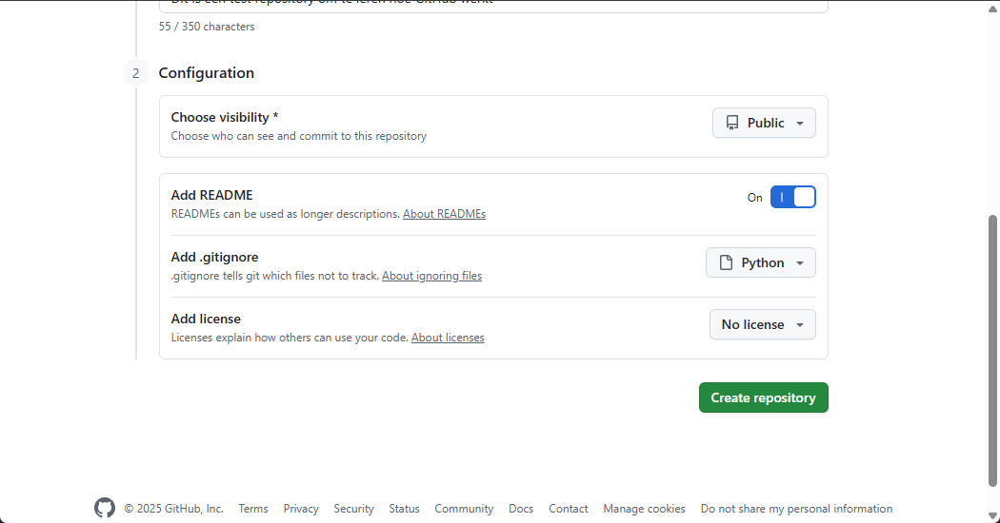 Dit is een test repository om te leren hoe GitHub werkt
55 / 350 characters
2 Configuration
Choose visibility *
Choose who can see and commit to this repository
Public
Add README
READMEs can be used as longer descriptions. About READMEs
On
Add .gitignore
.gitignore tells git which files not to track. About ignoring files
Python
Add license
Licenses explain how others can use your code. About licenses
No license
Create repository
© 2025 GitHub, Inc. Terms Privacy Security Status Community Docs Contact Manage cookies Do not share my personal information